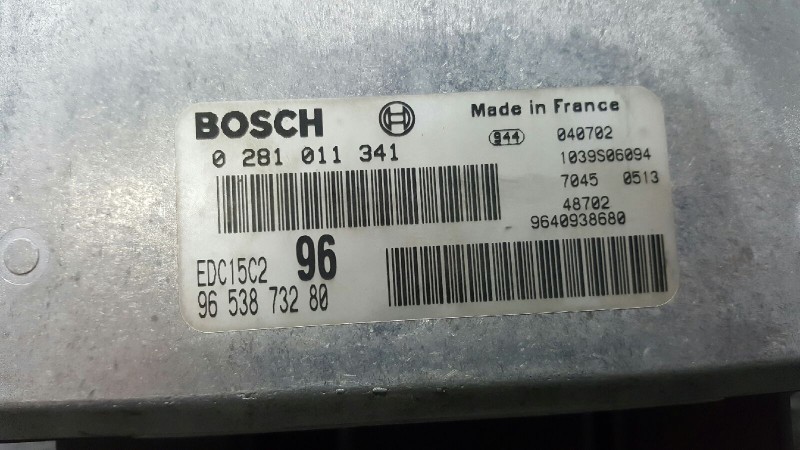 BOSCH
Made in France
944 040702
0 281 011 341
1039S06094
7045 0513
48702
9640938680
EDC15C2 96
96 538 732 80